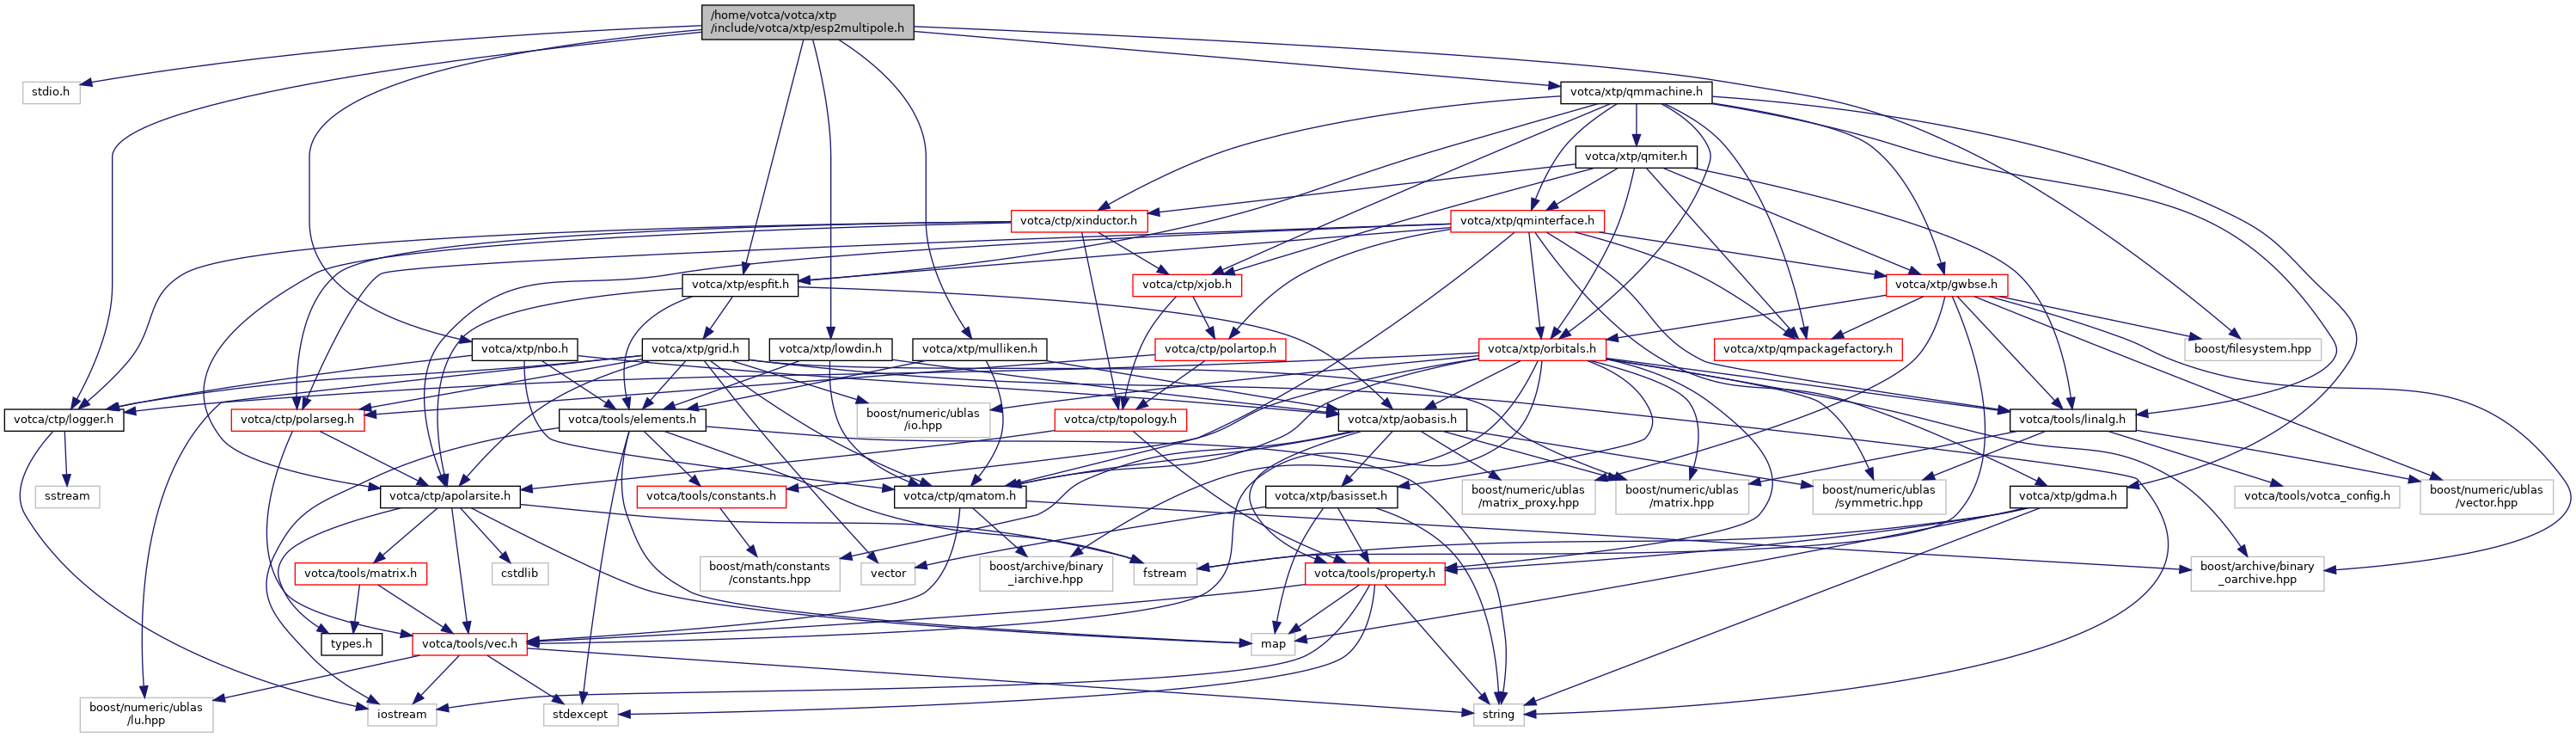 /home/votca/votca/xtp
/include/votca/xtp/esp2multipole.h
stdio.h
votca/xtp/qmmachine.h
votca/xtp/qmiter.h
votca/ctp/xinductor.h
votca/xtp/qminterface.h
votca/xtp/espfit.h
votca/ctp/xjob.h
votca/xtp/gwbse.h
votca/xtp/nbo.h
votca/xtp/grid.h
votca/xtp/lowdin.h
votca/xtp/mulliken.h
votca/ctp/polartop.h
votca/xtp/orbitals.h
votca/xtp/qmpackagefactory.h
boost/filesystem.hpp
votca/ctp/logger.h
votca/ctp/polarseg.h
votca/tools/elements.h
boost/numeric/ublas
/io.hpp
votca/ctp/topology.h
votca/xtp/aobasis.h
votca/tools/linalg.h
sstream
votca/ctp/apolarsite.h
votca/tools/constants.h
votca/ctp/qmatom.h
votca/xtp/basisset.h
boost/numeric/ublas
/matrix_proxy.hpp
boost/numeric/ublas
/matrix.hpp
boost/numeric/ublas
/symmetric.hpp
votca/xtp/gdma.h
votca/tools/votca_config.h
boost/numeric/ublas
/vector.hpp
votca/tools/matrix.h
cstdlib
boost/math/constants
/constants.hpp
vector
boost/archive/binary
_iarchive.hpp
fstream
votca/tools/property.h
boost/archive/binary
_oarchive.hpp
types.h
votca/tools/vec.h
map
boost/numeric/ublas
/lu.hpp
iostream
stdexcept
string